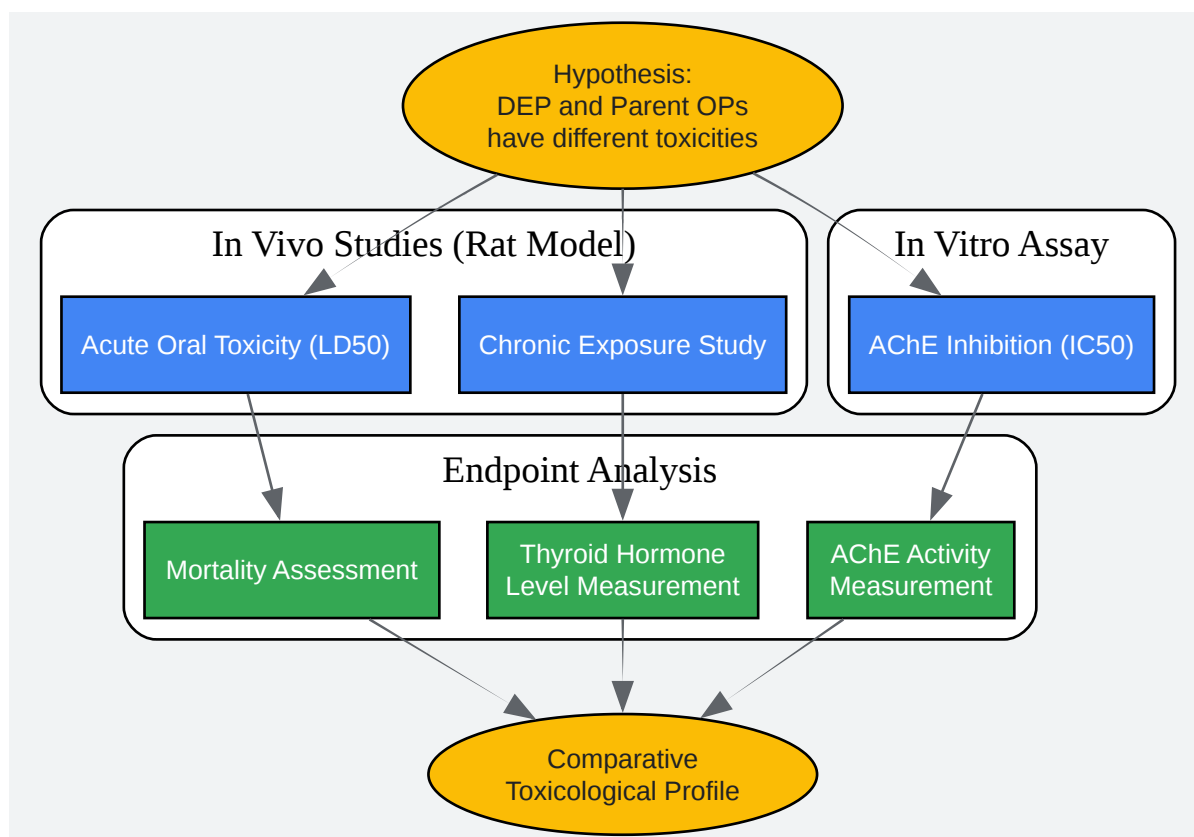 Hypothesis:
DEP and Parent OPs
have different toxicities
In Vivo Studies (Rat Model)
In Vitro Assay
Acute Oral Toxicity (LD50)
Chronic Exposure Study
AChE Inhibition (IC50)
Endpoint Analysis
Mortality Assessment
Thyroid Hormone
Level Measurement
AChE Activity
Measurement
Comparative
Toxicological Profile